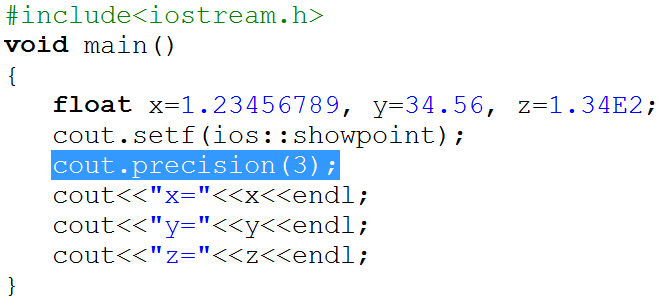 #include<iostream.h>
void main()
{
float x=1.23456789, y=34.56, z=1.34E2;
cout.setf(ios::showpoint);
cout.precision(3);
cout<<"x="<<x<<endl;
cout<<"y="<<y<<endl;
cout<<"z="<<z<<endl;
}